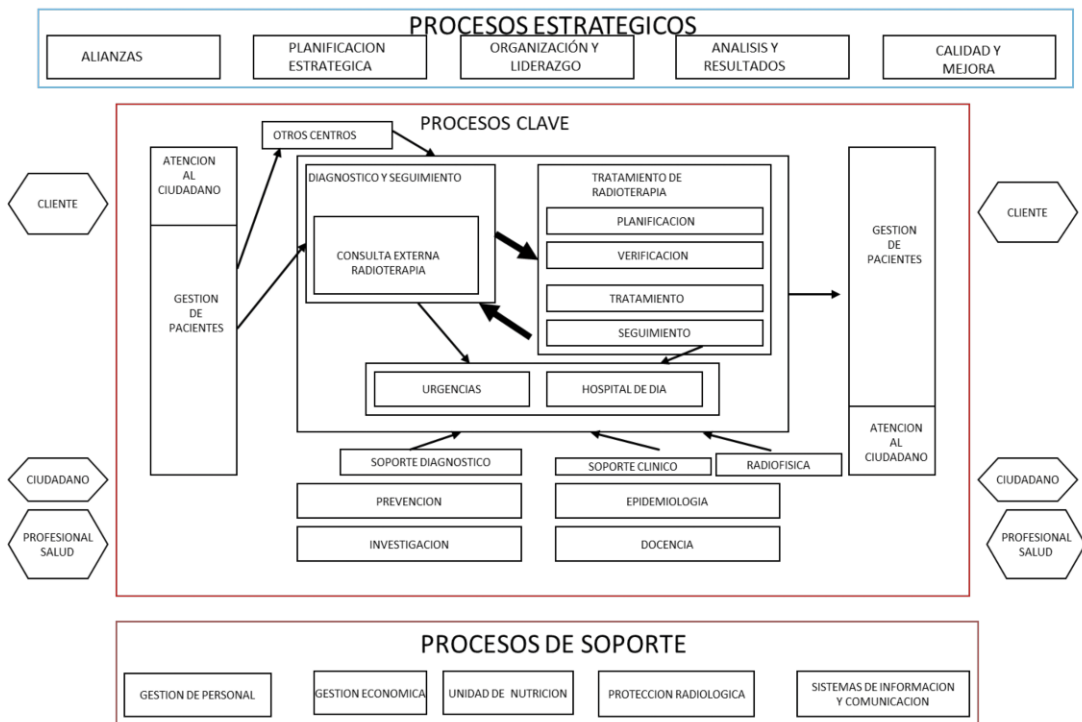 PROCESOS ESTRATEGICOS
ALIANZAS
PLANIFICACION
ESTRATEGICA
ORGANIZACIÓN Y
LIDERAZGO
ANALISIS Y
RESULTADOS
CALIDAD Y
MEJORA
PROCESOS CLAVE
OTROS CENTROS
ATENCION
AL
CIUDADANO
GESTION
DE
PACIENTES
DIAGNOSTICO Y SEGUIMIENTO
CONSULTA EXTERNA
RADIOTERAPIA
TRATAMIENTO DE
RADIOTERAPIA
PLANIFICACION
VERIFICACION
TRATAMIENTO
SEGUIMIENTO
URGENCIAS
HOSPITAL DE DIA
GESTION
DE
PACIENTES
ATENCION
AL
CIUDADANO
SOPORTE DIAGNOSTICO
SOPORTE CLINICO
RADIOFISICA
PREVENCION
EPIDEMIOLOGIA
INVESTIGACION
DOCENCIA
CLIENTE
CIUDADANO
PROFESIONAL
SALUD
CLIENTE
CIUDADANO
PROFESIONAL
SALUD
PROCESOS DE SOPORTE
GESTION DE PERSONAL
GESTION ECONOMICA
UNIDAD DE NUTRICION
PROTECCION RADIOLOGICA
SISTEMAS DE INFORMACION
Y COMUNICACION